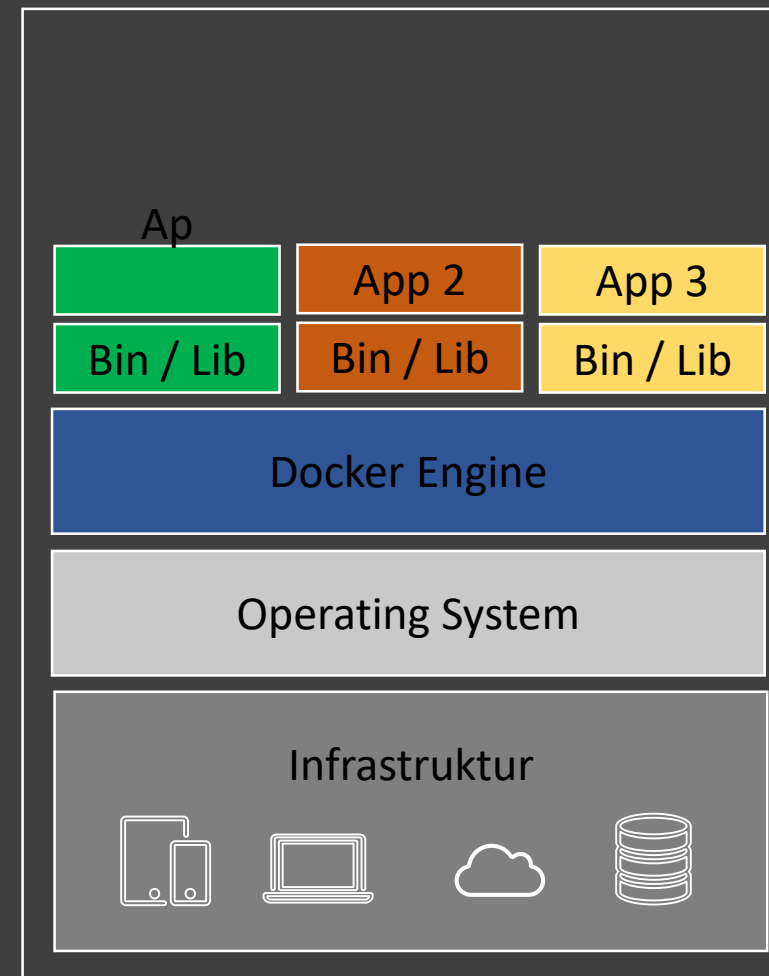 Ap
App 2
App 3
Bin / Lib
Bin / Lib
Bin / Lib
Docker Engine
Operating System
Infrastruktur